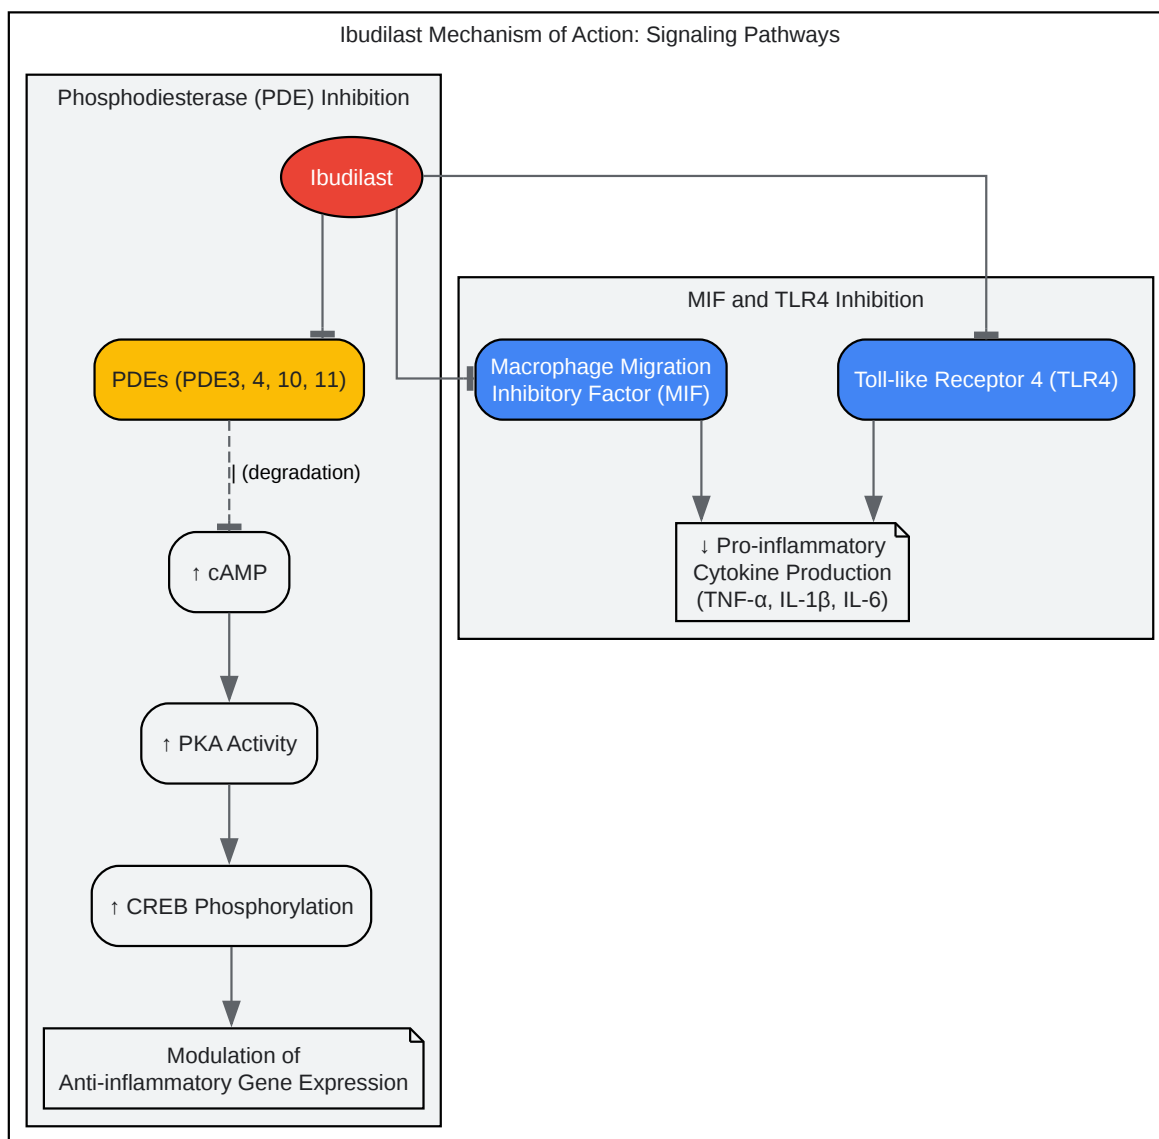 Ibudilast Mechanism of Action: Signaling Pathways
Phosphodiesterase (PDE) Inhibition
Ibudilast
MIF and TLR4 Inhibition
PDEs (PDE3, 4, 10, 11)
Macrophage Migration
Inhibitory Factor (MIF)
Toll-like Receptor 4 (TLR4)
| (degradation)
↑ cAMP
↓ Pro-inflammatory
Cytokine Production
(TNF-α, IL-1β, IL-6)
↑ PKA Activity
↑ CREB Phosphorylation
Modulation of
Anti-inflammatory Gene Expression